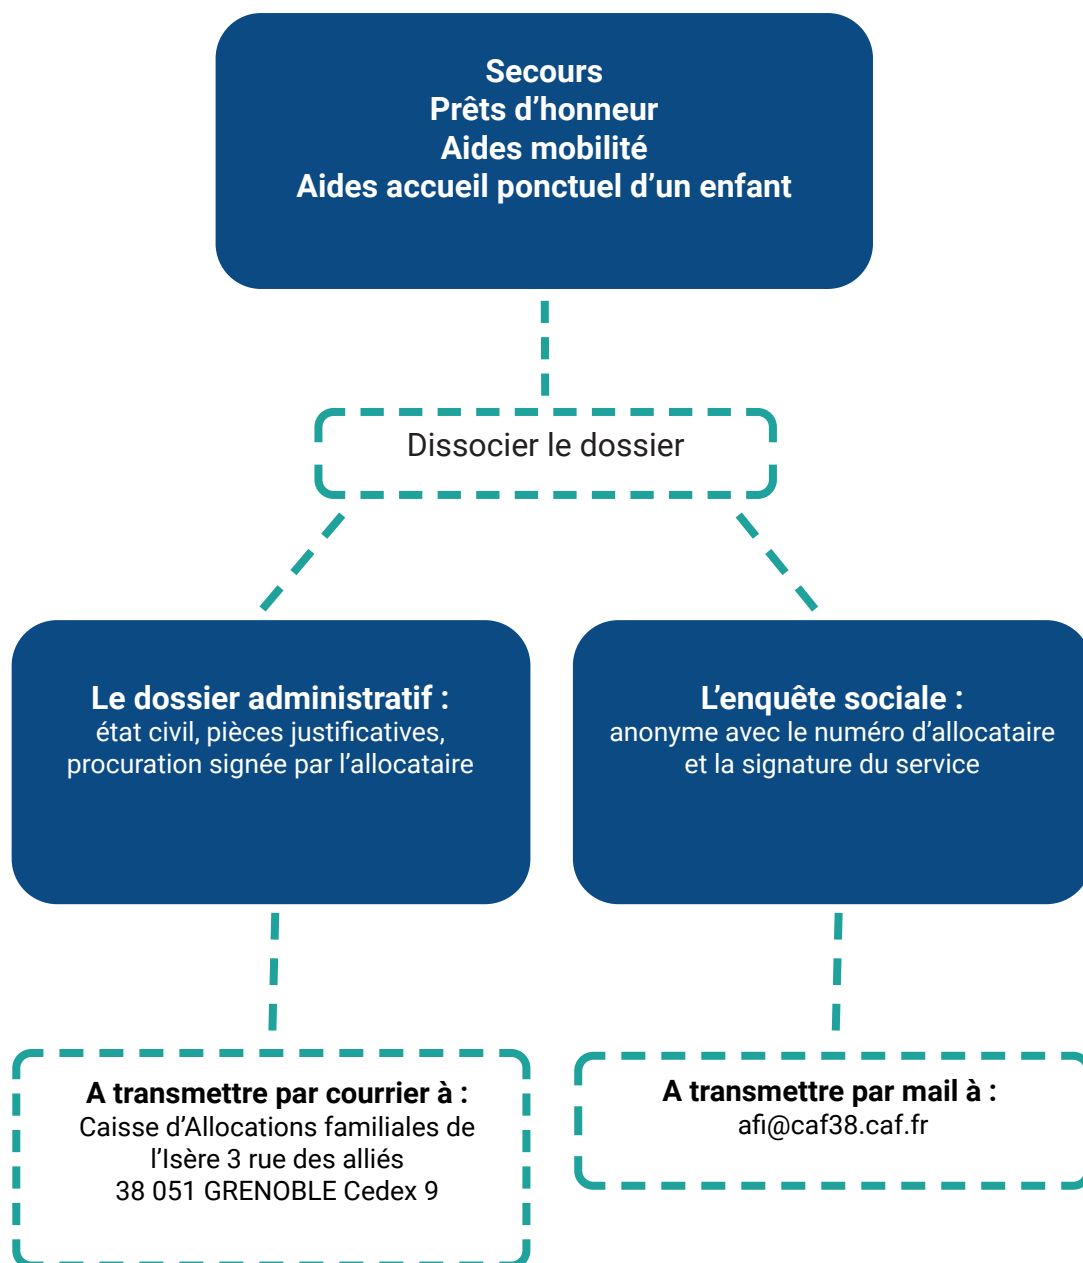 Secours
Prêts d’honneur
Aides mobilité
Aides accueil ponctuel d’un enfant
Dissocier le dossier
Le dossier administratif :
état civil, pièces justificatives,
procuration signée par l’allocataire
L’enquête sociale :
anonyme avec le numéro d’allocataire
et la signature du service
A transmettre par courrier à :
Caisse d’Allocations familiales de
l’Isère 3 rue des alliés
38 051 GRENOBLE Cedex 9
A transmettre par mail à :
afi@caf38.caf.fr